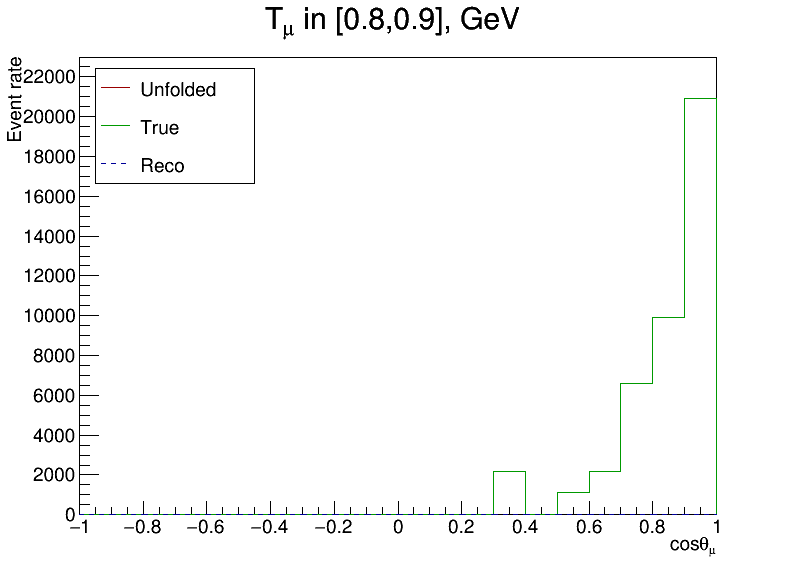 Tμ in [0.8,0.9], GeV
Event rate
22000
20000
18000
16000
14000
12000
10000
8000
6000
4000
2000
0
Unfolded
True
Reco
−1 −0.8 −0.6 −0.4 −0.2 0 0.2 0.4 0.6 0.8 1
cosθμ